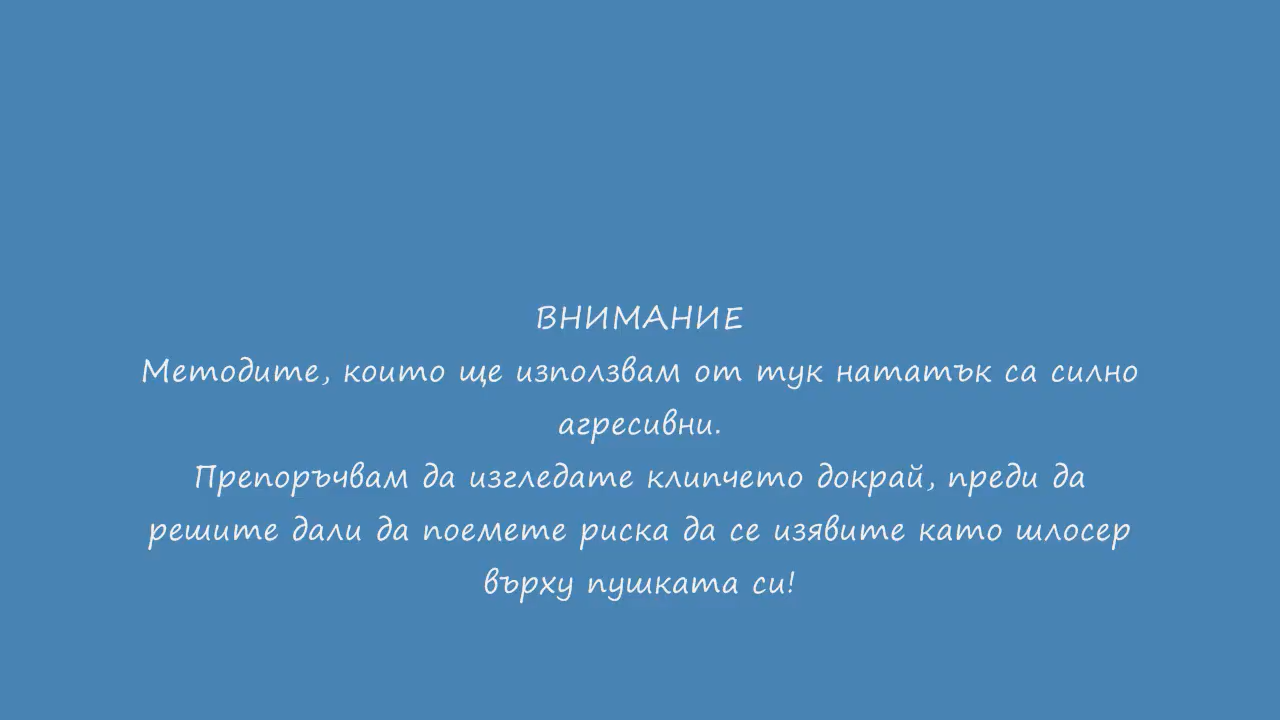 ВНИМАНИЕ
Методите, които ще използвам от тук нататък са силно
агресивни.
Препоръчвам да изгледате клипчето докрай, преди да
решите дали да поемете риска да се изявите като шлосер
върху пушката си!